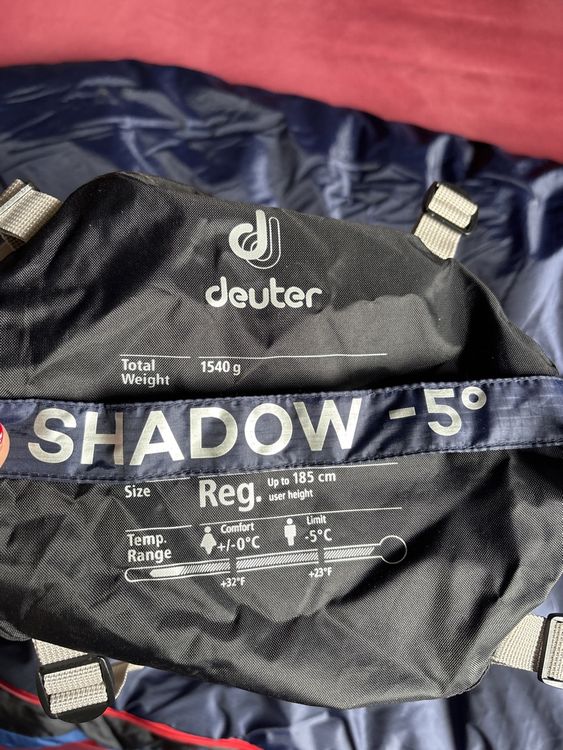 d
deuter
Total Weight 1540 g
SHADOW -5°
Size Reg. Up to 185 cm user height
Temp. Range Comfort +/-0°C Limit -5°C
+32°F +23°F